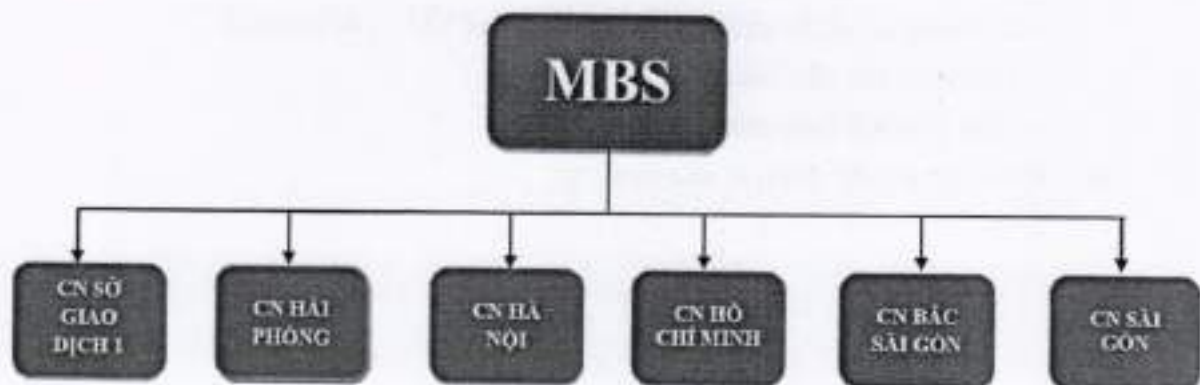 MBS
CN SỞ
GIAO
DỊCH 1
CN HẢI
PHÒNG
CN HÀ
NỘI
CN HỒ
CHÍ MINH
CN BẮC
SÀI GÒN
CN SÀI
GÒN